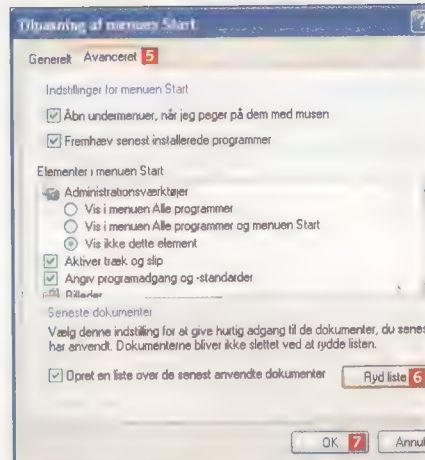 Tilpasning af menuen Start
?
Generelt Avanceret 5
Indstillinger for menuen Start
Åbn undermenuer, når jeg peger på dem med musen
Fremhæv senest installerede programmer
Elementer i menuen Start
Administrationsværktøjer
Vis i menuen Alle programmer
Vis i menuen Alle programmer og menuen Start
Vis ikke dette element
Aktiver træk og slip
Angiv programadgang og -standarder
Billeder
Seneste dokumenter
Vælg denne indstilling for at give hurtig adgang til de dokumenter, du senes
har anvendt. Dokumenterne bliver ikke slettet ved at rydde listen.
Opret en liste over de senest anvendte dokumenter Ryd liste 6
OK 7 Annul